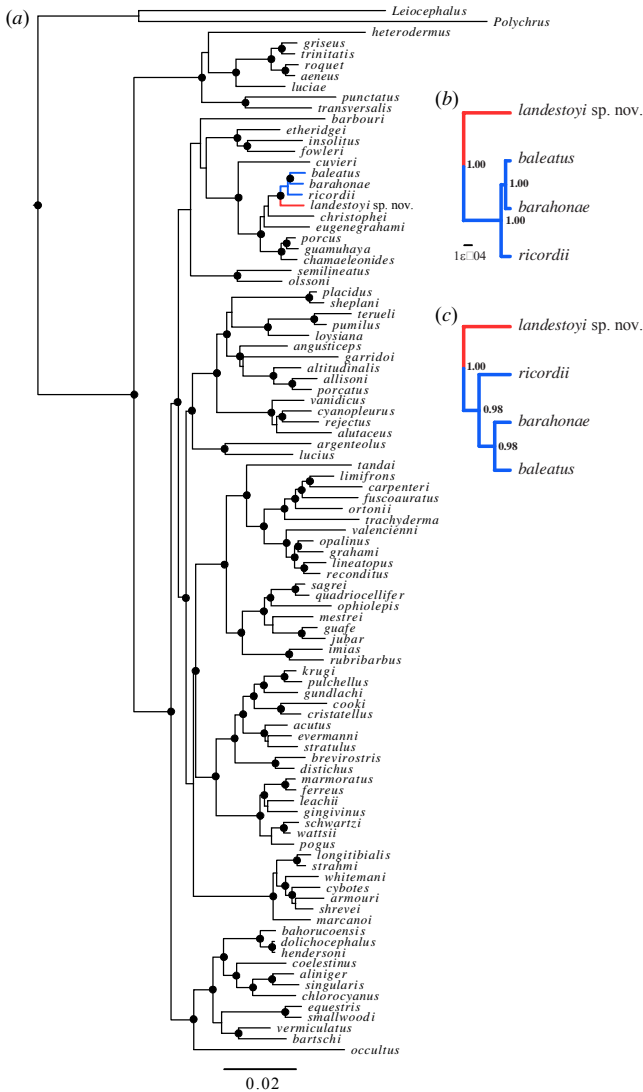 (a)
Leiocephalus
Polychrus
heterodermus
griseus
trinitatis
roquet
aeneus
luciae
punctatus
transversalis
barbouri
etheridgei
insolitus
fowleri
cuvieri
baleatus
barahonae
ricordii
landestoyi sp. nov.
christophei
eugenegrahami
porcus
guamuhaya
chamaeleonides
semilineatus
olssoni
placidus
sheplani
terueli
pumilus
loysiana
angusticeps
garridoi
altitudinalis
allisoni
porcatus
vanidicus
cyanopleurus
rejectus
alutaceus
argenteolus
lucius
tandai
limifrons
carpenteri
fuscoauratus
ortonii
trachyderma
valencienni
opalinus
grahami
lineatopus
reconditus
sagrei
quadriocellifer
ophiolepis
mestrei
guafe
jubar
imias
rubribarbus
krugi
pulchellus
gundlachi
cooki
cristatellus
acutus
evermanni
stratulus
brevirostris
distichus
marmoratus
ferreus
leachii
gingivinus
schwartzi
wattsii
pogus
longitibialis
strahmi
whitemani
cybotes
armouri
shrevei
marcanoi
bahorucoensis
dolichocephalus
hendersoni
coelestinus
aliniger
singularis
chlorocyanus
equestris
smallwoodi
vermiculatus
bartschi
occultus
0.02
(b)
landestoyi sp. nov.
1.00
baleatus
1.00
barahonae
1.00
1ε□04
ricordii
(c)
landestoyi sp. nov.
1.00
ricordii
0.98
barahonae
0.98
baleatus